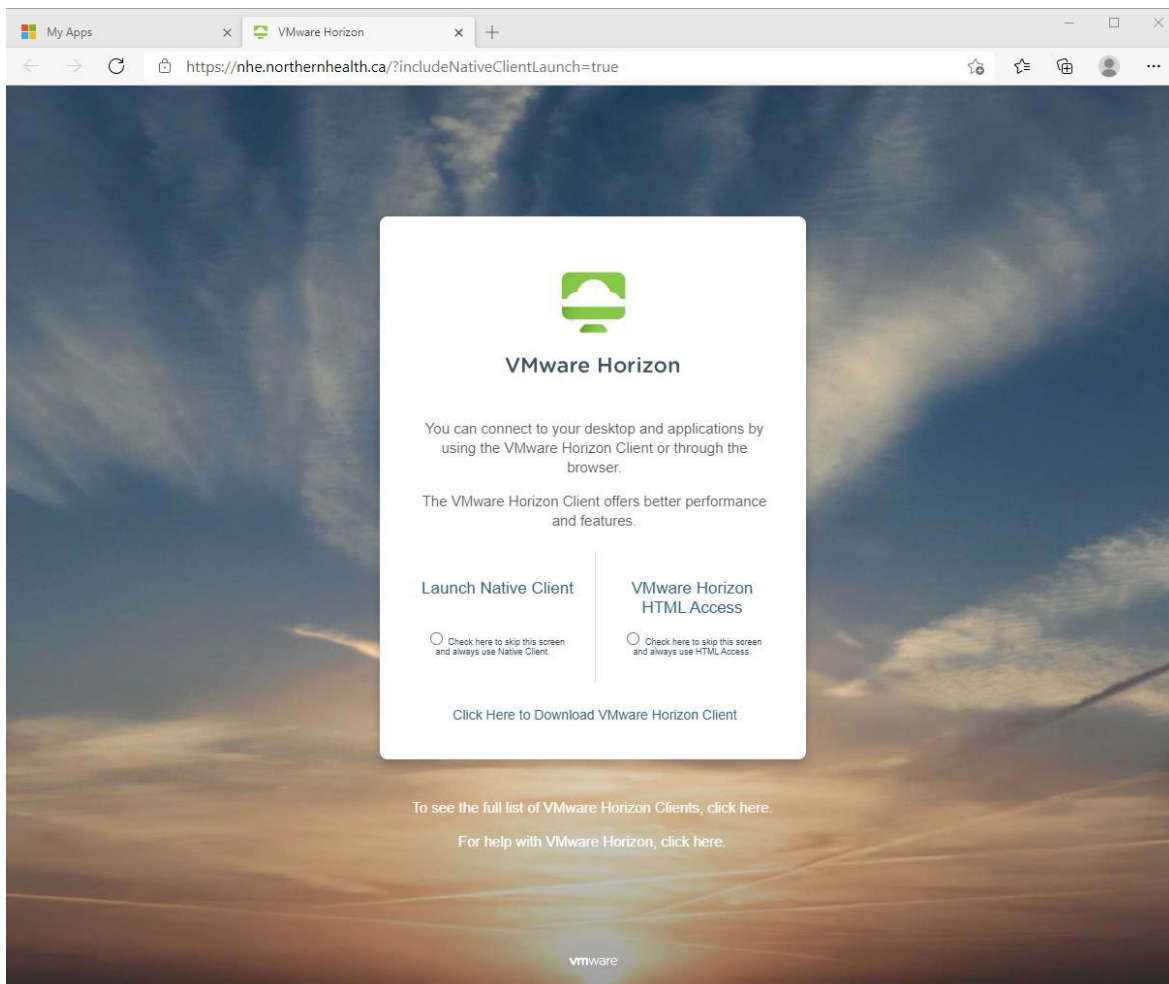 My Apps
VMware Horizon
https://nhe.northernhealth.ca/?includeNativeClientLaunch=true
VMware Horizon
You can connect to your desktop and applications by
using the VMware Horizon Client or through the
browser.
The VMware Horizon Client offers better performance
and features.
Launch Native Client
Check here to skip this screen
and always use Native Client.
VMware Horizon
HTML Access
Check here to skip this screen
and always use HTML Access.
Click Here to Download VMware Horizon Client
To see the full list of VMware Horizon Clients, click here.
For help with VMware Horizon, click here.
vmware